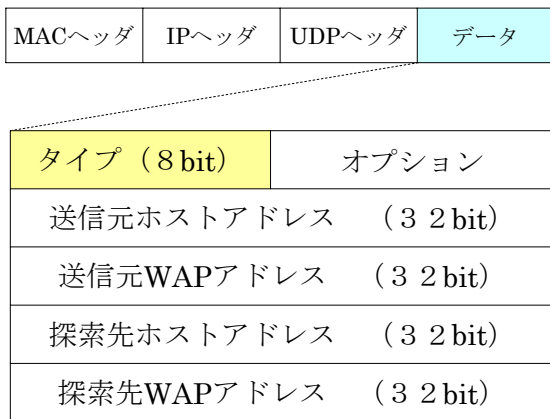 MACヘッダ IPヘッダ UDPヘッダ データ
タイプ（８bit） オプション
送信元ホストアドレス （３２bit）
送信元WAPアドレス （３２bit）
探索先ホストアドレス （３２bit）
探索先WAPアドレス （３２bit）